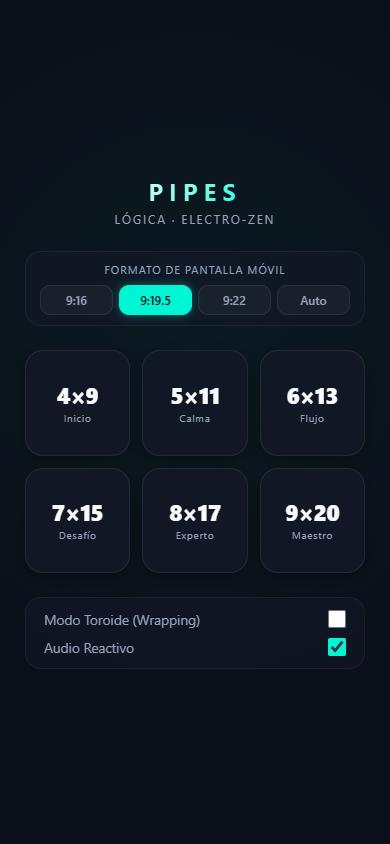 PIPES
LÓGICA · ELECTRO-ZEN
FORMATO DE PANTALLA MÓVIL
9:16 9:19.5 9:22 Auto
4×9 5×11 6×13
Inicio Calma Flujo
7×15 8×17 9×20
Desafío Experto Maestro
Modo Toroide (Wrapping)
Audio Reactivo